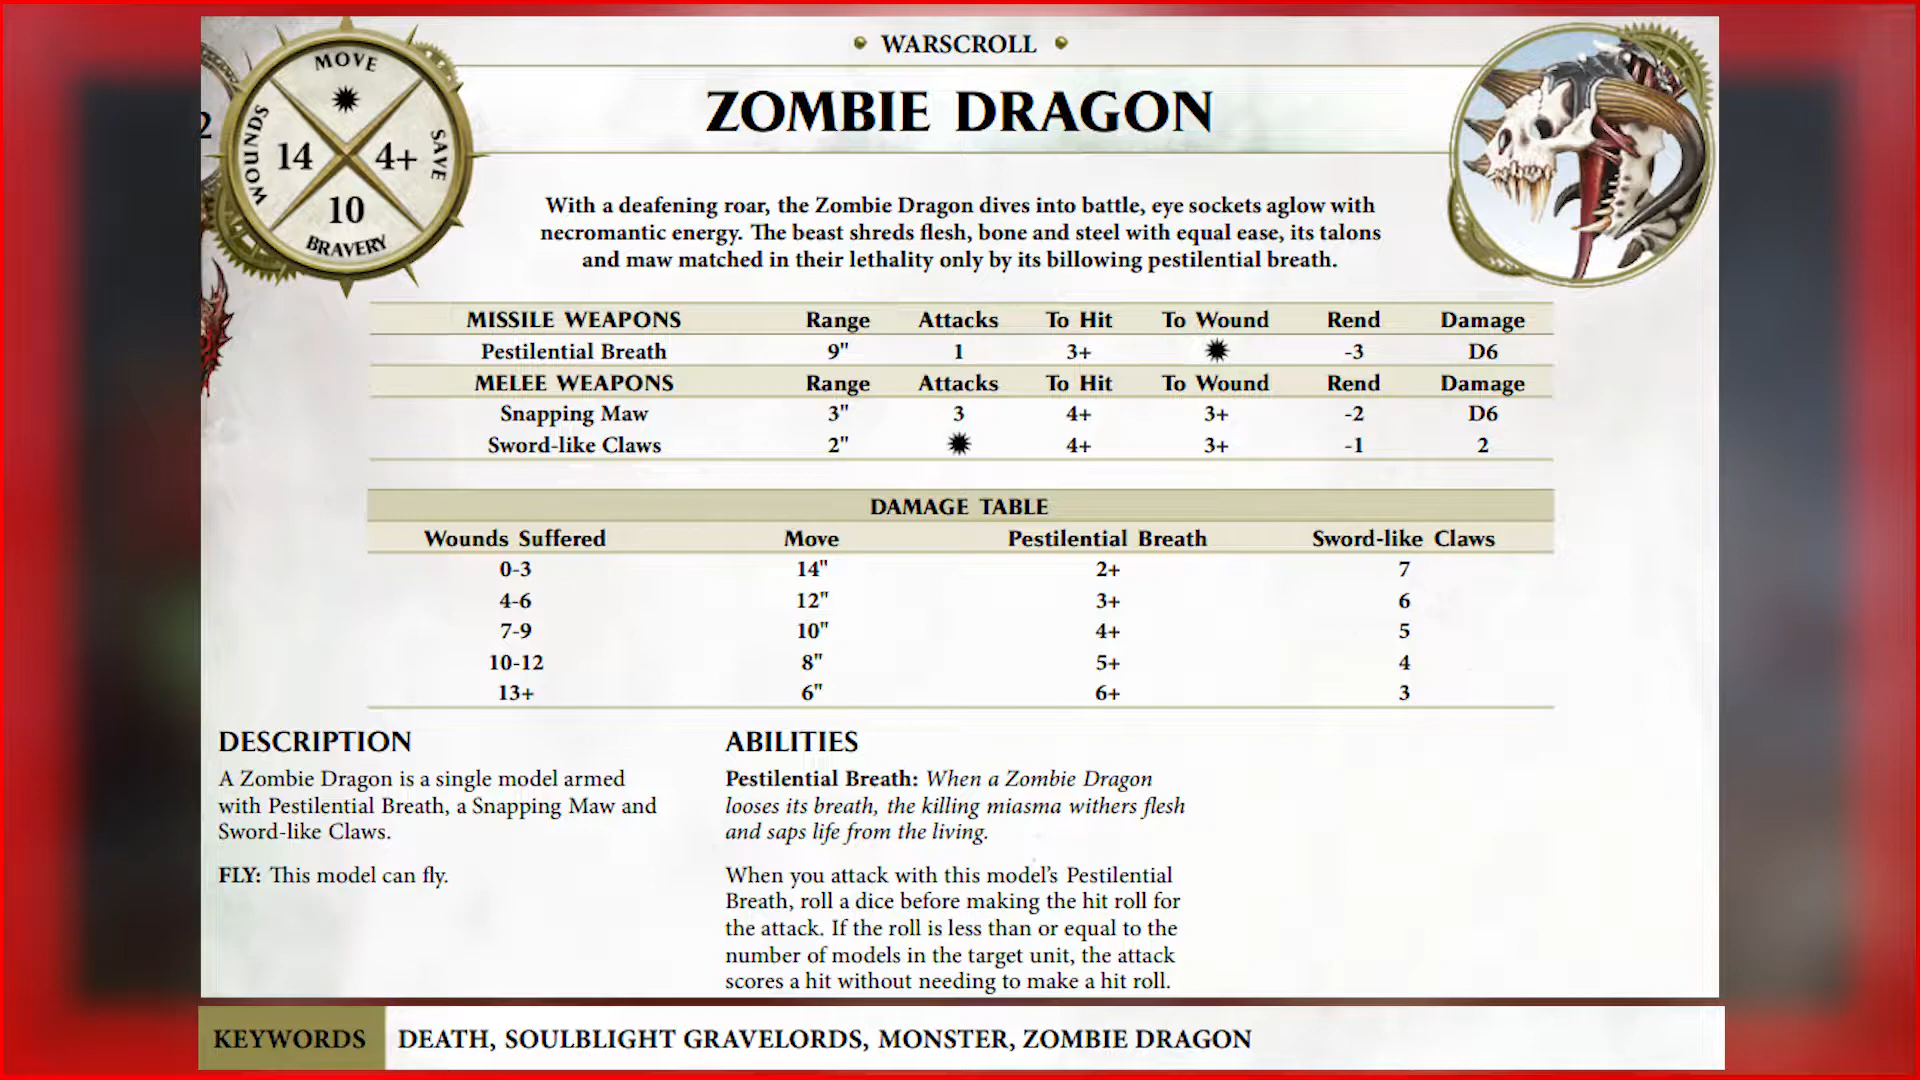 WARSCROLL
ZOMBIE DRAGON
MOVE
WOUNDS 14 4+ SAVE
10
BRAVERY
2
With a deafening roar, the Zombie Dragon dives into battle, eye sockets aglow with
necromantic energy. The beast shreds flesh, bone and steel with equal ease, its talons
and maw matched in their lethality only by its billowing pestilential breath.
MISSILE WEAPONS Range Attacks To Hit To Wound Rend Damage
Pestilential Breath 9" 1 3+ ✹ -3 D6
MELEE WEAPONS Range Attacks To Hit To Wound Rend Damage
Snapping Maw 3" 3 4+ 3+ -2 D6
Sword-like Claws 2" ✹ 4+ 3+ -1 2
DAMAGE TABLE
Wounds Suffered Move Pestilential Breath Sword-like Claws
0-3 14" 2+ 7
4-6 12" 3+ 6
7-9 10" 4+ 5
10-12 8" 5+ 4
13+ 6" 6+ 3
DESCRIPTION
A Zombie Dragon is a single model armed
with Pestilential Breath, a Snapping Maw and
Sword-like Claws.
FLY: This model can fly.
ABILITIES
Pestilential Breath: When a Zombie Dragon
looses its breath, the killing miasma withers flesh
and saps life from the living.
When you attack with this model's Pestilential
Breath, roll a dice before making the hit roll for
the attack. If the roll is less than or equal to the
number of models in the target unit, the attack
scores a hit without needing to make a hit roll.
KEYWORDS DEATH, SOULBLIGHT GRAVELORDS, MONSTER, ZOMBIE DRAGON